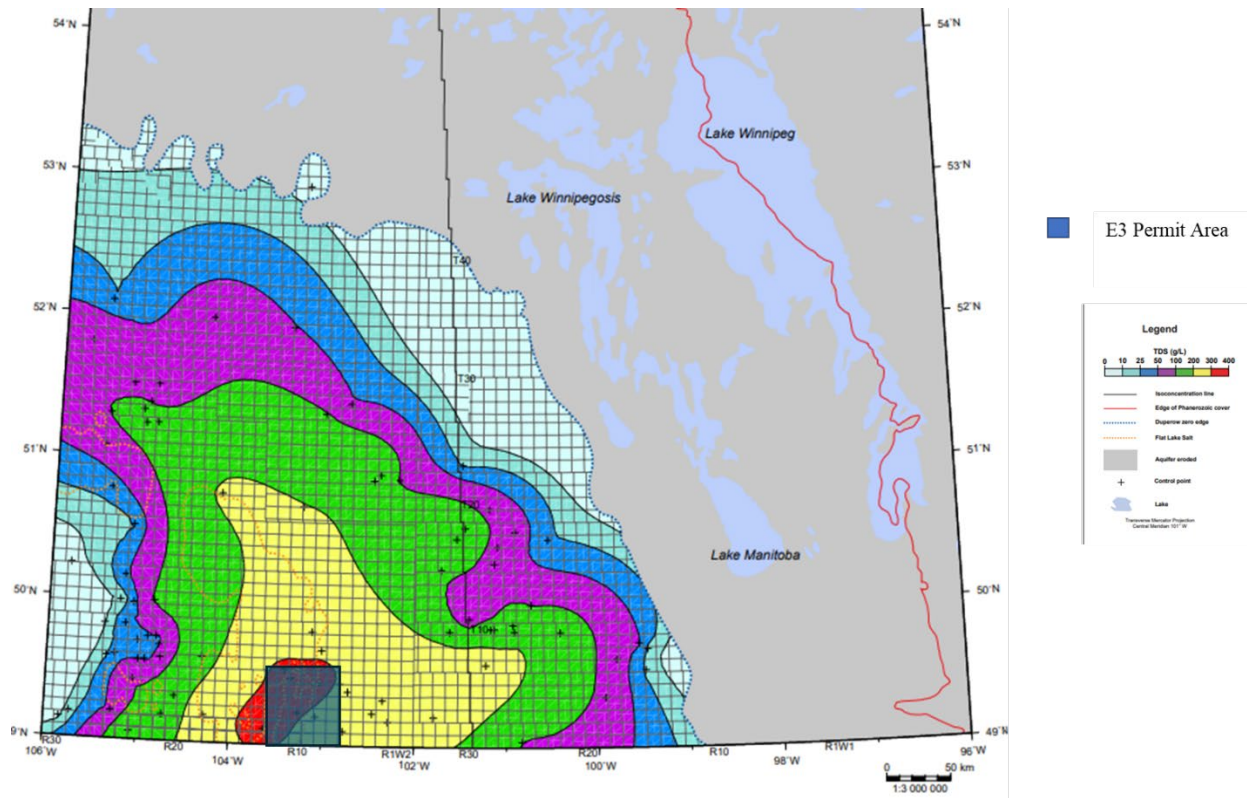 54˚N
54˚N
Lake Winnipeg
53˚N
53˚N
Lake Winnipegosis
E3 Permit Area
T40
52˚N
52˚N
Legend
TDS (g/L)
0 10 25 50 100 200 300 400
T30
Isoconcentration line
Edge of Phanerozoic cover
Duperow zero edge
51˚N
51˚N
Flat Lake Salt
Aquifer eroded
Control point
Lake
Transverse Mercator Projection
Central Meridian 101˚ W
Lake Manitoba
50˚N
50˚N
T10
9˚N
49˚N
R30
R20
R10
R1W2
R30
R20
R10
R1W1
106˚W
104˚W
102˚W
100˚W
98˚W
96˚W
0 50 km
1:3 000 000